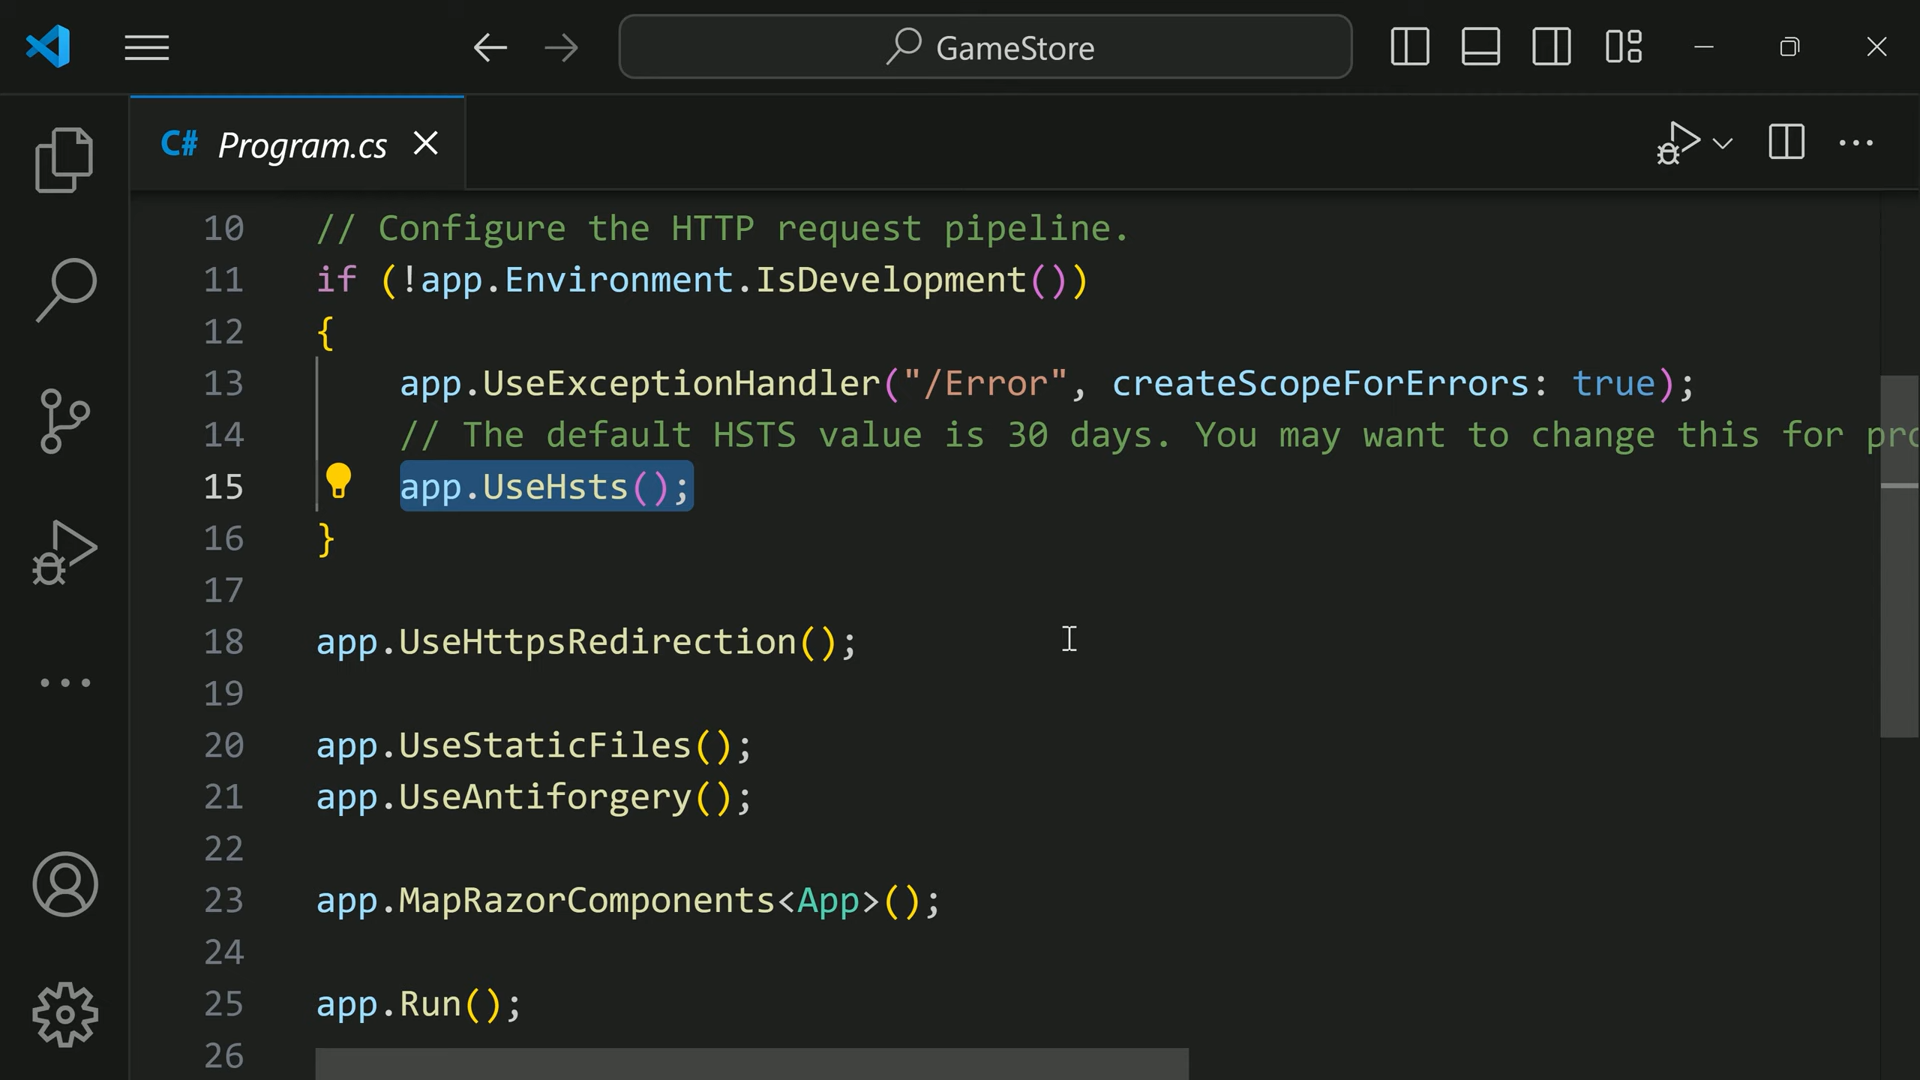 GameStore
C# Program.cs
10 // Configure the HTTP request pipeline.
11 if (!app.Environment.IsDevelopment())
12 {
13 app.UseExceptionHandler("/Error", createScopeForErrors: true);
14 // The default HSTS value is 30 days. You may want to change this for pro
15 app.UseHsts();
16 }
17
18 app.UseHttpsRedirection();
19
20 app.UseStaticFiles();
21 app.UseAntiforgery();
22
23 app.MapRazorComponents<App>();
24
25 app.Run();
26